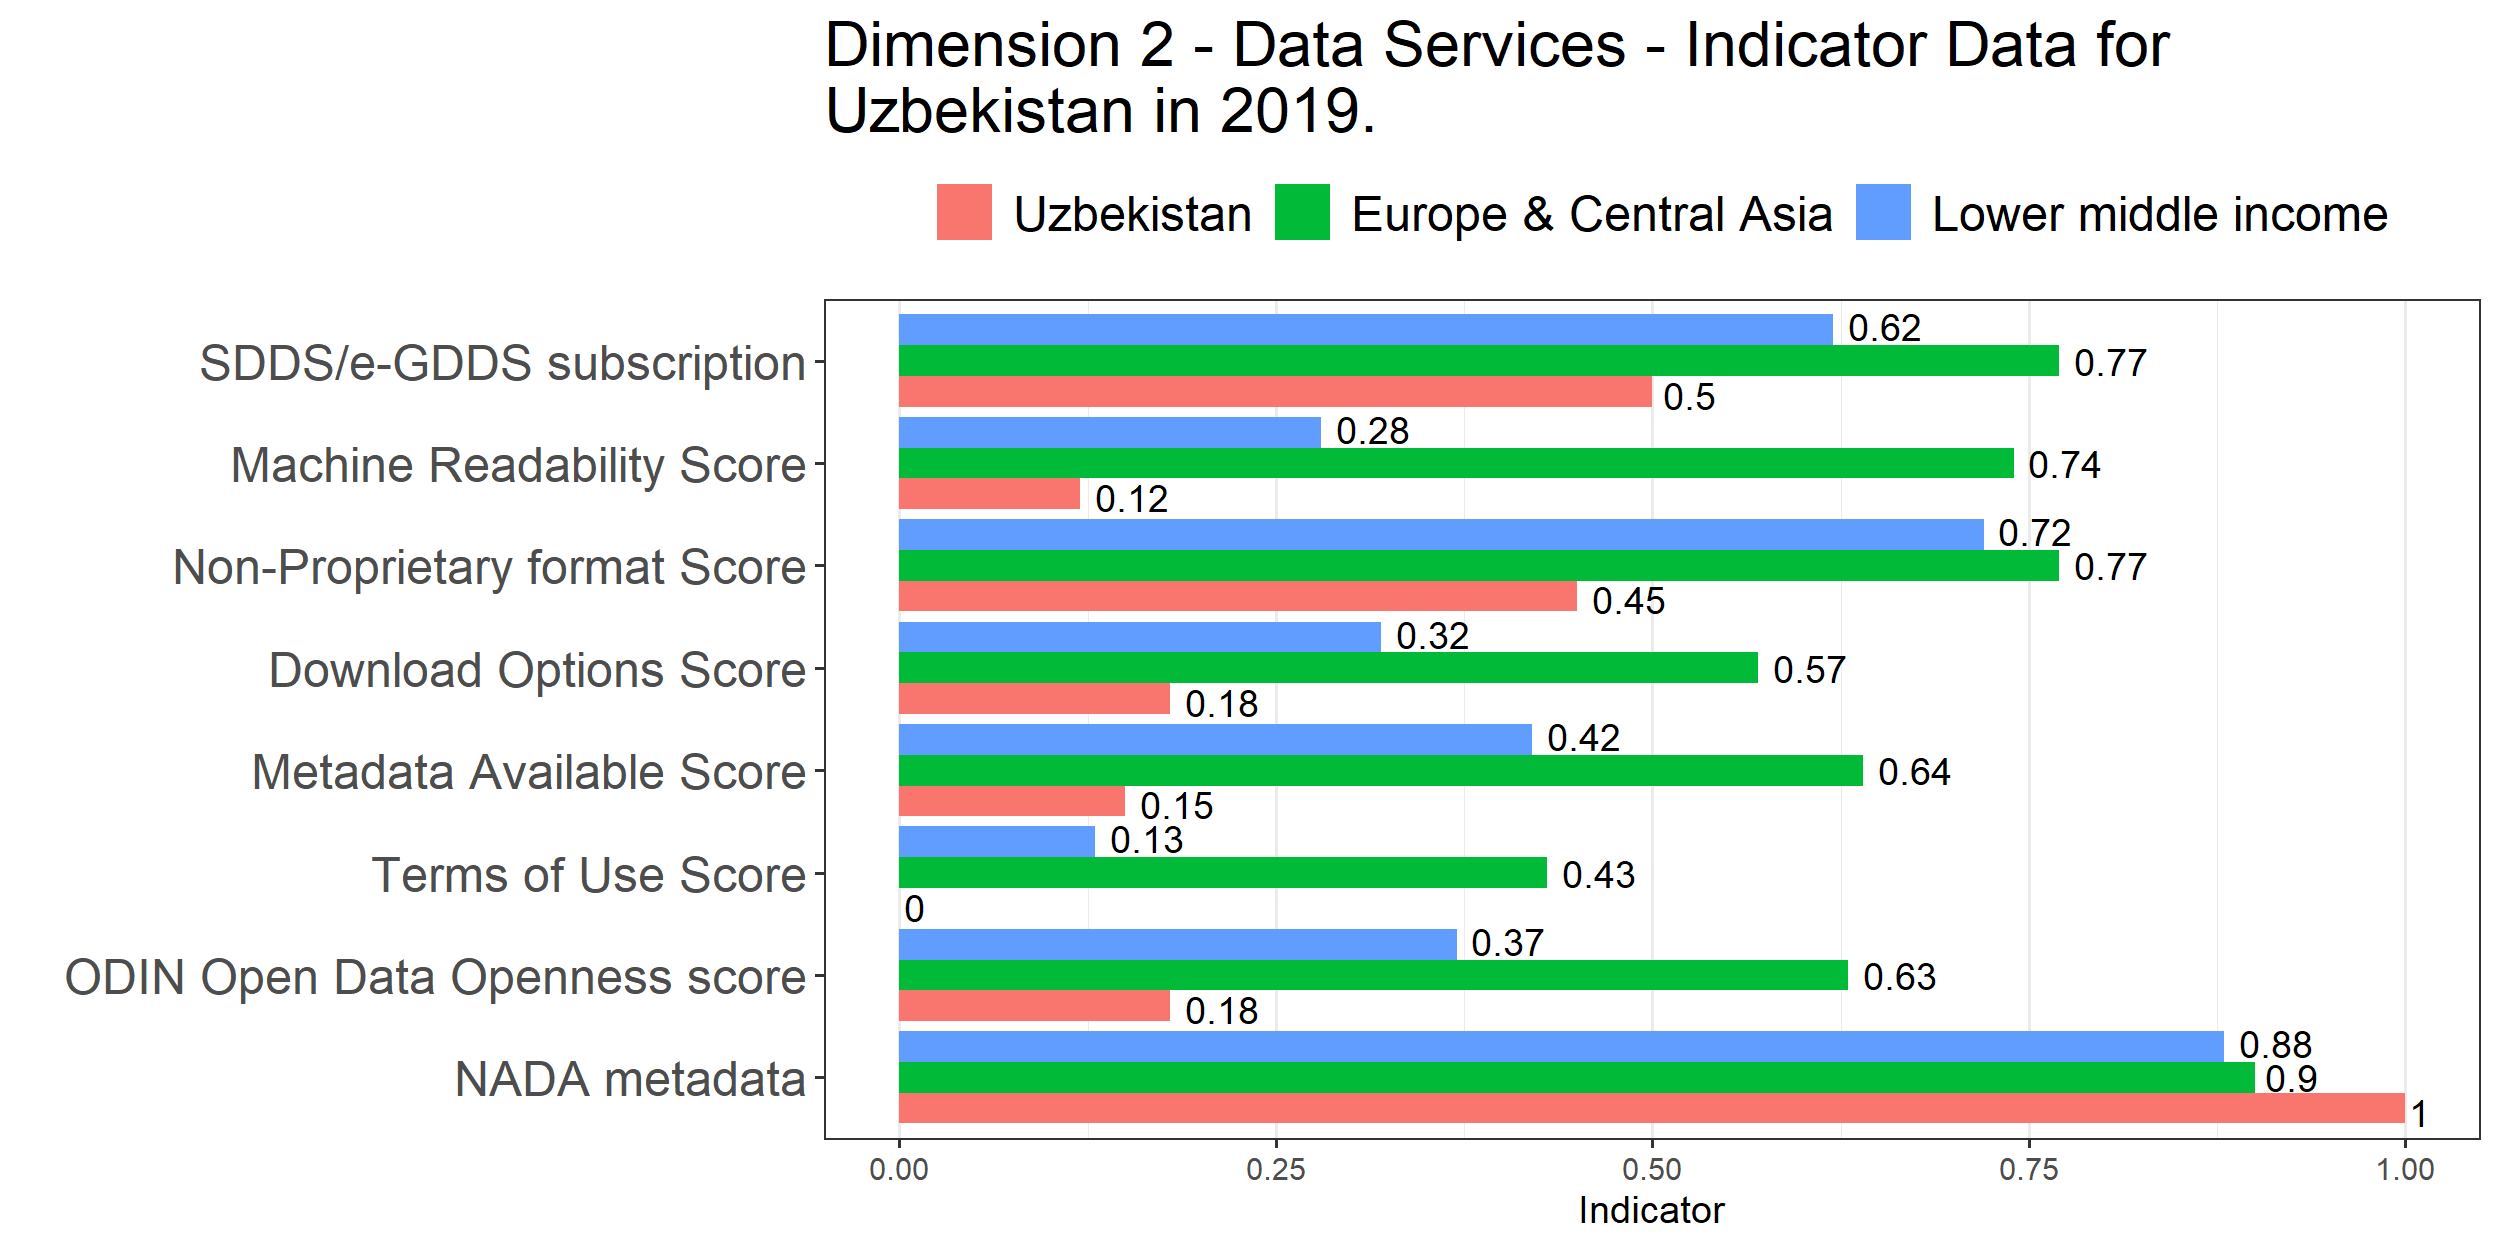 Dimension 2 - Data Services - Indicator Data for
Uzbekistan in 2019.
Uzbekistan
Europe & Central Asia
Lower middle income
SDDS/e-GDDS subscription
0.62
0.77
0.5
Machine Readability Score
0.28
0.74
0.12
Non-Proprietary format Score
0.72
0.77
0.45
Download Options Score
0.32
0.57
0.18
Metadata Available Score
0.42
0.64
0.15
Terms of Use Score
0.13
0.43
0
ODIN Open Data Openness score
0.37
0.63
0.18
NADA metadata
0.88
0.9
1
0.00
0.25
0.50
0.75
1.00
Indicator